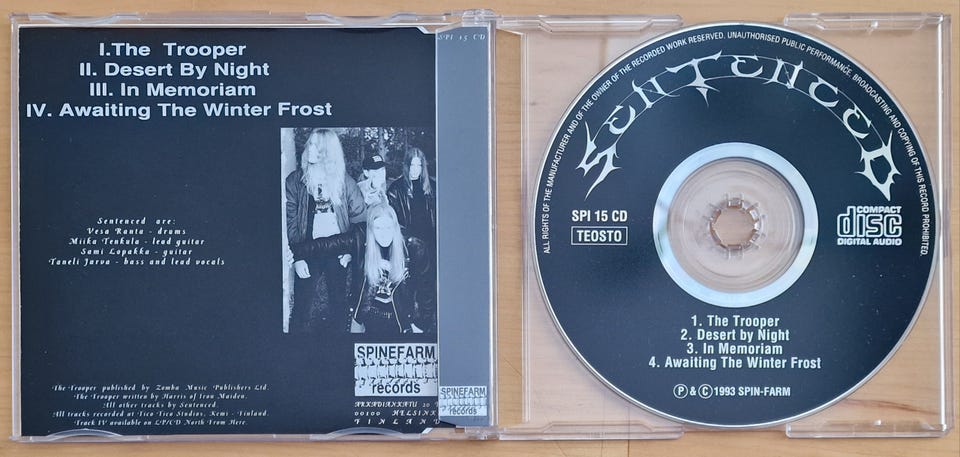 I.The Trooper
II. Desert By Night
III. In Memoriam
IV. Awaiting The Winter Frost
SPI 15 CD
Sentenced are:
Vesa Ranta - drums
Miika Tenkula - lead guitar
Sami Lopakka - guitar
Taneli Jarva - bass and lead vocals
SPINEFARM
records
SPINEFARM
records
ARKADIANKATU 20
00100 HELSINK
FINLAND
The Trooper published by Zomba Music Publishers Ltd.
The Trooper written by Harris of Iron Maiden.
All other tracks by Sentenced.
All tracks recorded at Tico Tico Studios, Kemi - Finland.
Track IV available on LP/CD North From Here.
ALL RIGHTS OF THE MANUFACTURER AND OF THE OWNER OF THE RECORDED WORK RESERVED. UNAUTHORISED PUBLIC PERFORMANCE, BROADCASTING AND COPYING OF THIS RECORD PROHIBITED.
SENTENCED
SPI 15 CD
TEOSTO
COMPACT
disc
DIGITAL AUDIO
1. The Trooper
2. Desert by Night
3. In Memoriam
4. Awaiting The Winter Frost
Ⓟ & © 1993 SPIN-FARM